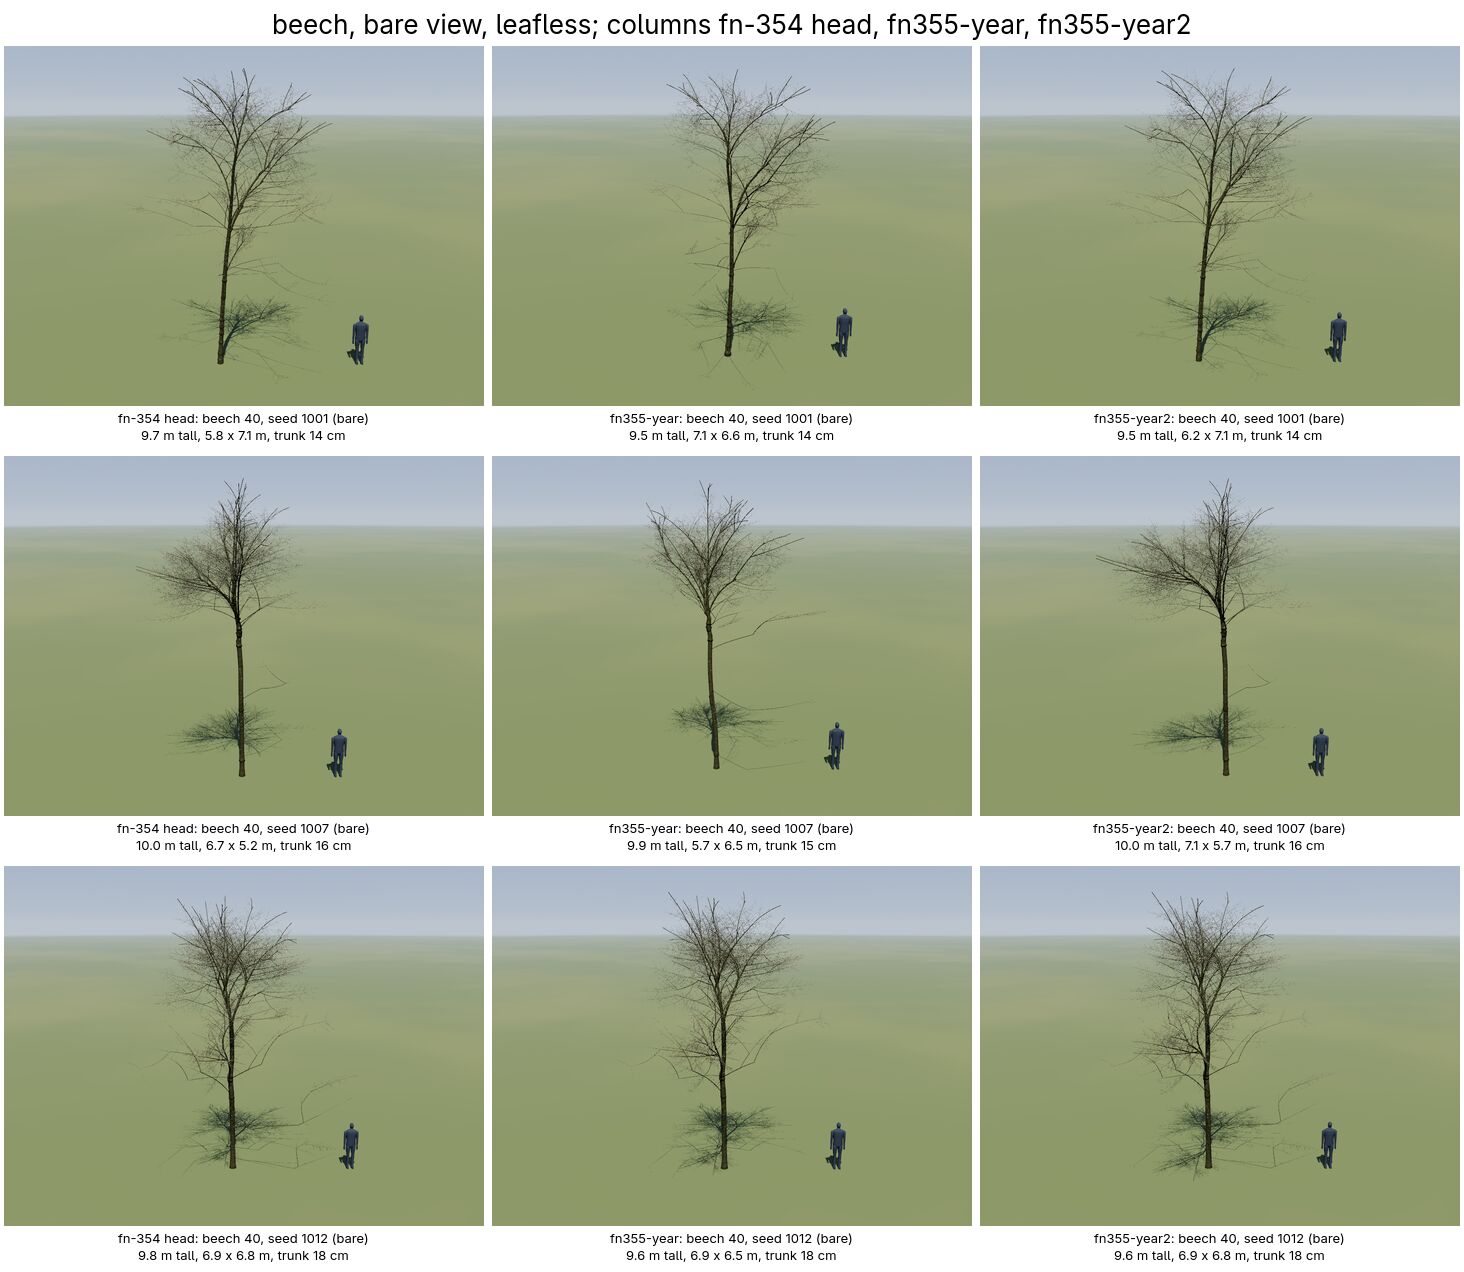 beech, bare view, leafless; columns fn-354 head, fn355-year, fn355-year2
fn-354 head: beech 40, seed 1001 (bare)
9.7 m tall, 5.8 x 7.1 m, trunk 14 cm
fn355-year: beech 40, seed 1001 (bare)
9.5 m tall, 7.1 x 6.6 m, trunk 14 cm
fn355-year2: beech 40, seed 1001 (bare)
9.5 m tall, 6.2 x 7.1 m, trunk 14 cm
fn-354 head: beech 40, seed 1007 (bare)
10.0 m tall, 6.7 x 5.2 m, trunk 16 cm
fn355-year: beech 40, seed 1007 (bare)
9.9 m tall, 5.7 x 6.5 m, trunk 15 cm
fn355-year2: beech 40, seed 1007 (bare)
10.0 m tall, 7.1 x 5.7 m, trunk 16 cm
fn-354 head: beech 40, seed 1012 (bare)
9.8 m tall, 6.9 x 6.8 m, trunk 18 cm
fn355-year: beech 40, seed 1012 (bare)
9.6 m tall, 6.9 x 6.5 m, trunk 18 cm
fn355-year2: beech 40, seed 1012 (bare)
9.6 m tall, 6.9 x 6.8 m, trunk 18 cm